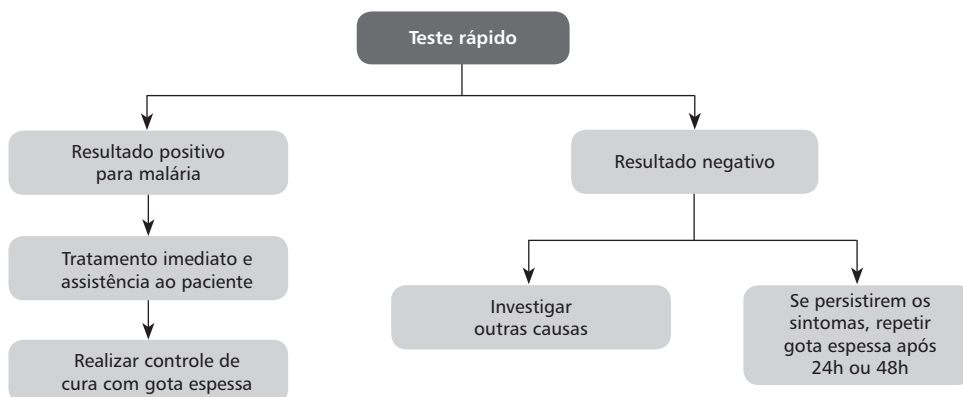 Teste rápido
Resultado positivo
para malária
Resultado negativo
Tratamento imediato e
assistência ao paciente
Investigar
outras causas
Se persistirem os
sintomas, repetir
gota espessa após
24h ou 48h
Realizar controle de
cura com gota espessa